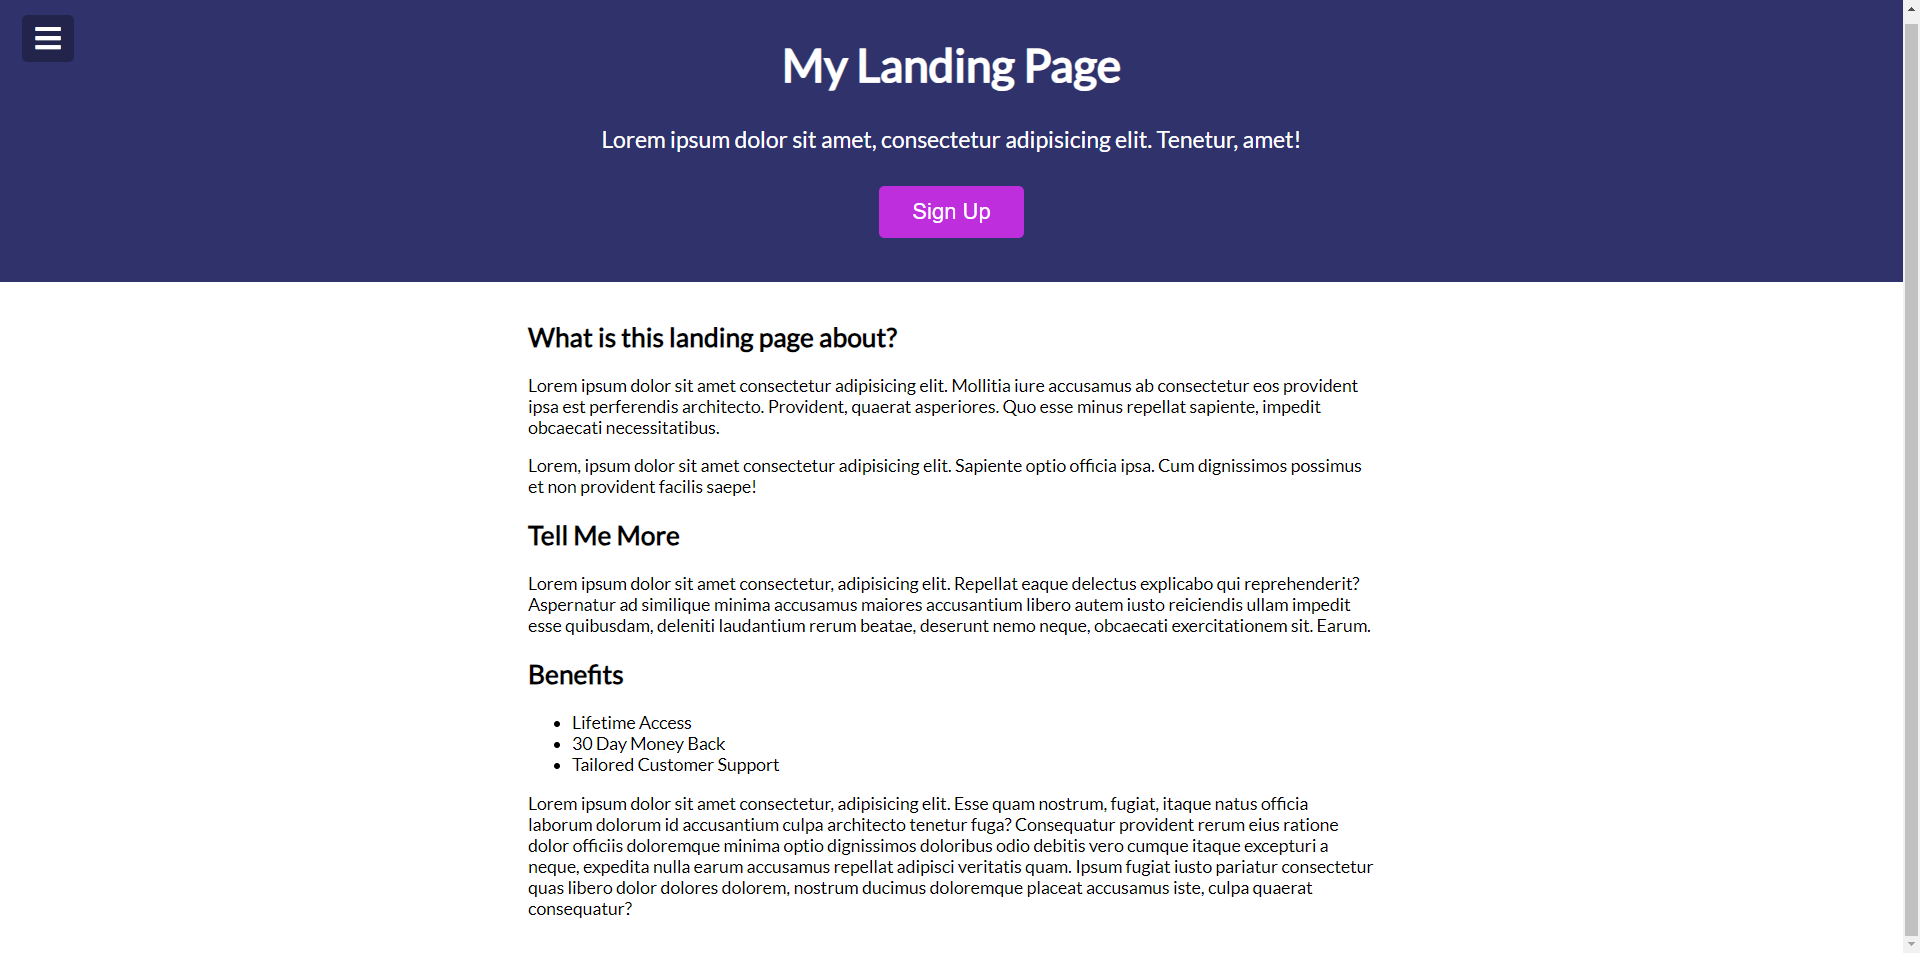 My Landing Page
Lorem ipsum dolor sit amet, consectetur adipisicing elit. Tenetur, amet!
Sign Up
What is this landing page about?
Lorem ipsum dolor sit amet consectetur adipisicing elit. Mollitia iure accusamus ab consectetur eos provident
ipsa est perferendis architecto. Provident, quaerat asperiores. Quo esse minus repellat sapiente, impedit
obcaecati necessitatibus.
Lorem, ipsum dolor sit amet consectetur adipisicing elit. Sapiente optio officia ipsa. Cum dignissimos possimus
et non provident facilis saepe!
Tell Me More
Lorem ipsum dolor sit amet consectetur, adipisicing elit. Repellat eaque delectus explicabo qui reprehenderit?
Aspernatur ad similique minima accusamus maiores accusantium libero autem iusto reiciendis ullam impedit
esse quibusdam, deleniti laudantium rerum beatae, deserunt nemo neque, obcaecati exercitationem sit. Earum.
Benefits
• Lifetime Access
• 30 Day Money Back
• Tailored Customer Support
Lorem ipsum dolor sit amet consectetur, adipisicing elit. Esse quam nostrum, fugiat, itaque natus officia
laborum dolorum id accusantium culpa architecto tenetur fuga? Consequatur provident rerum eius ratione
dolor officiis doloremque minima optio dignissimos doloribus odio debitis vero cumque itaque excepturi a
neque, expedita nulla earum accusamus repellat adipisci veritatis quam. Ipsum fugiat iusto pariatur consectetur
quas libero dolor dolores dolorem, nostrum ducimus doloremque placeat accusamus iste, culpa quaerat
consequatur?